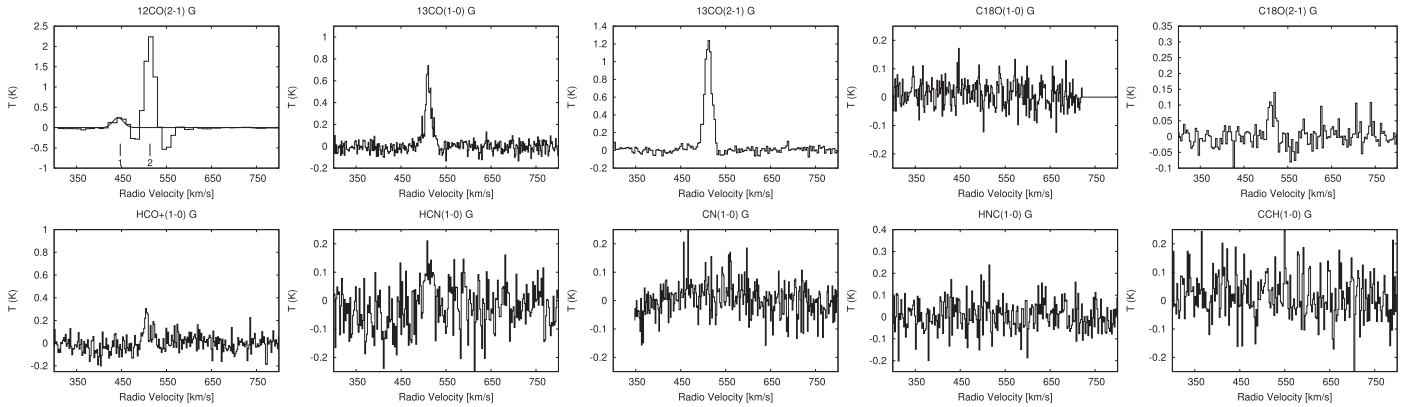 12CO(2-1) G
2.5
2
1.5
1
0.5
0
-0.5
-1
T (K)
1
2
350 450 550 650 750
Radio Velocity [km/s]
13CO(1-0) G
1
0.8
0.6
0.4
0.2
0
-0.2
T (K)
350 450 550 650 750
Radio Velocity [km/s]
13CO(2-1) G
1.4
1.2
1.0
0.8
0.6
0.4
0.2
0
-0.2
T (K)
350 450 550 650 750
Radio Velocity [km/s]
C18O(1-0) G
0.2
0.1
0
-0.1
-0.2
T (K)
350 450 550 650 750
Radio Velocity [km/s]
C18O(2-1) G
0.35
0.3
0.25
0.2
0.15
0.1
0.05
0
-0.05
-0.1
T (K)
350 450 550 650 750
Radio Velocity [km/s]
HCO+(1-0) G
1
0.8
0.6
0.4
0.2
0
-0.2
T (K)
350 450 550 650 750
Radio Velocity [km/s]
HCN(1-0) G
0.2
0.1
0
-0.1
-0.2
T (K)
350 450 550 650 750
Radio Velocity [km/s]
CN(1-0) G
0.2
0.1
0
-0.1
-0.2
T (K)
350 450 550 650 750
Radio Velocity [km/s]
HNC(1-0) G
0.4
0.3
0.2
0.1
0
-0.1
-0.2
T (K)
350 450 550 650 750
Radio Velocity [km/s]
CCH(1-0) G
0.2
0.1
0
-0.1
-0.2
T (K)
350 450 550 650 750
Radio Velocity [km/s]